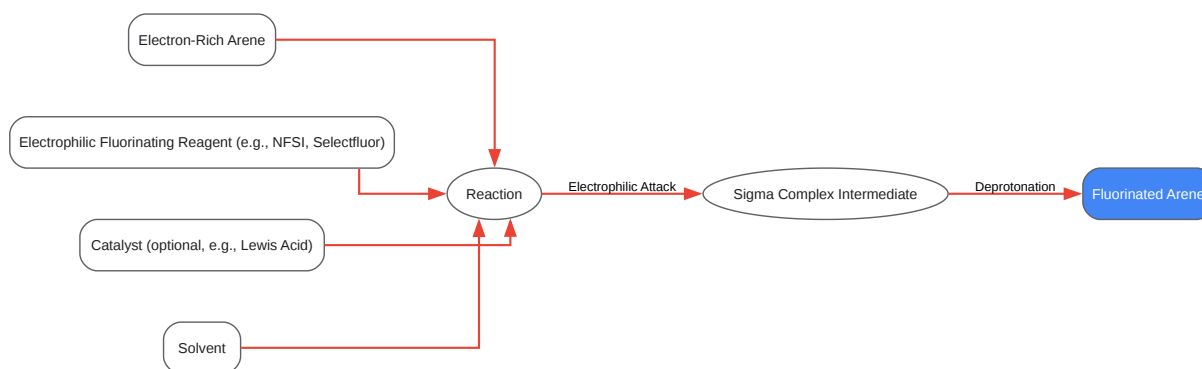 Electron-Rich Arene
Electrophilic Fluorinating Reagent (e.g., NFSI, Selectfluor)
Reaction
Electrophilic Attack
Sigma Complex Intermediate
Deprotonation
Fluorinated Arene
Catalyst (optional, e.g., Lewis Acid)
Solvent